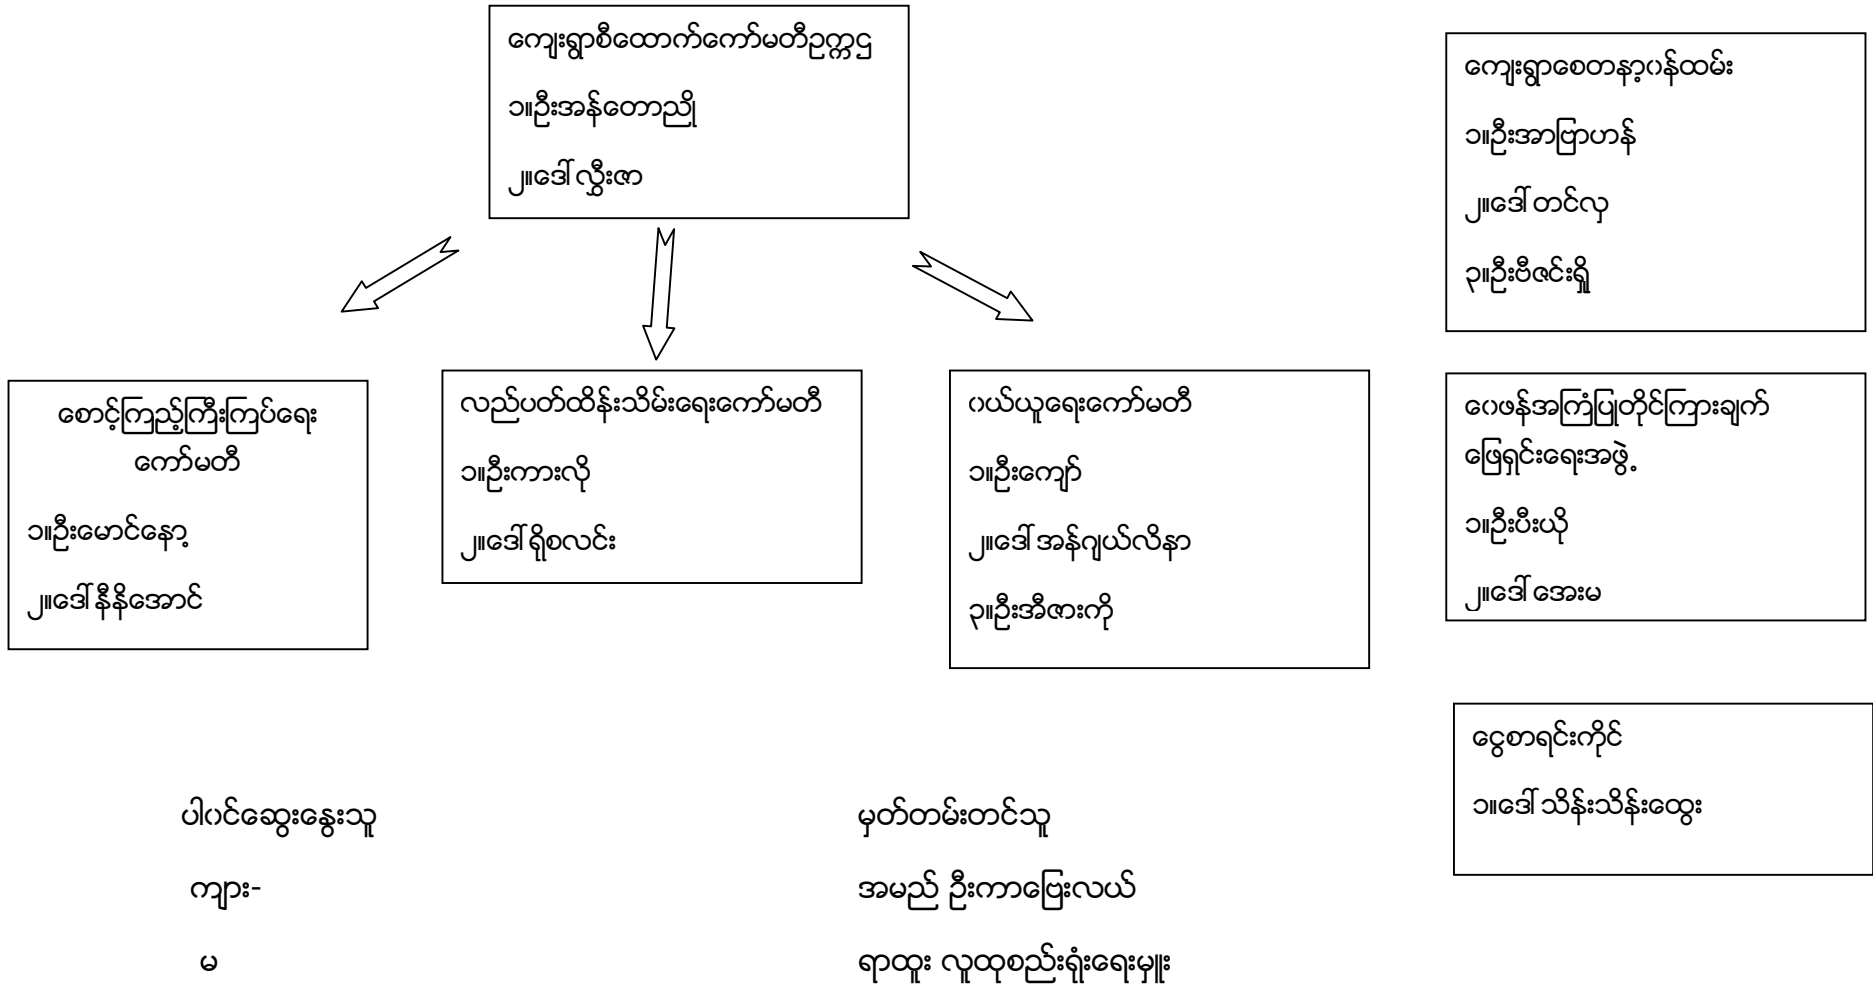 ကျေးရွာစီထောက်ကော်မတီဥက္ကဌ
၁။ဦးအန်တောညို
၂။ဒေါ်လွှီးဇာ
ကျေးရွာစေတနာ့ဝန်ထမ်း
၁။ဦးအာဗြာဟန်
၂။ဒေါ်တင်လှ
၃။ဦးဗီဇင်းရှို
စောင့်ကြည့်ကြီးကြပ်ရေး
ကော်မတီ
၁။ဦးမောင်နော့
၂။ဒေါ်နီနိအောင်
လည်ပတ်ထိန်းသိမ်းရေးကော်မတီ
၁။ဦးကားလို
၂။ဒေါ်ရိုစလင်း
ဝယ်ယူရေးကော်မတီ
၁။ဦးကျော်
၂။ဒေါ်အန်ဂျယ်လိနာ
၃။ဦးအီဇားကို
ဝေဖန်အကြံပြုတိုင်ကြားချက်
ဖြေရှင်းရေးအဖွဲ့
၁။ဦးပီးယို
၂။ဒေါ်အေးမ
ငွေစာရင်းကိုင်
၁။ဒေါ်သိန်းသိန်းထွေး
ပါဝင်ဆွေးနွေးသူ
ကျား-
မ
မှတ်တမ်းတင်သူ
အမည် ဦးကာဗြေးလယ်
ရာထူး လူထုစည်းရုံးရေးမှူး